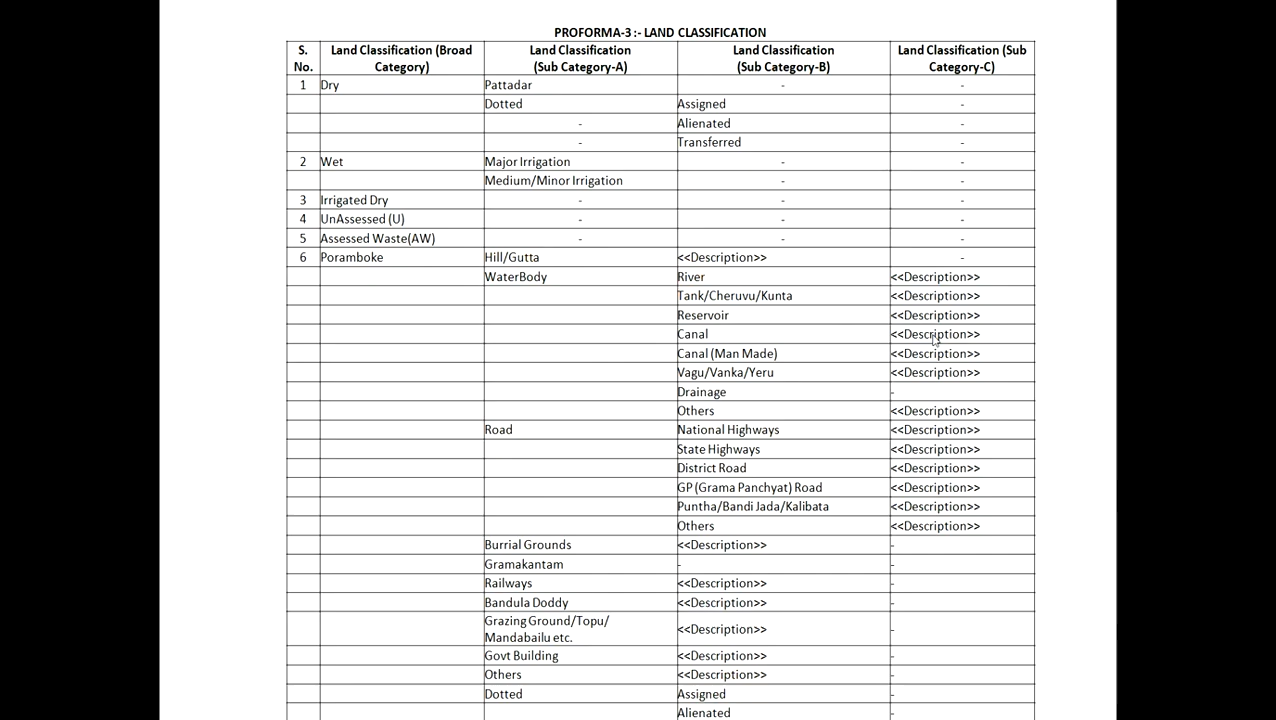 PROFORMA-3 :- LAND CLASSIFICATION
S. No. Land Classification (Broad Category) Land Classification (Sub Category-A) Land Classification (Sub Category-B) Land Classification (Sub Category-C)
1 Dry Pattadar - -
Dotted Assigned -
- Alienated -
- Transferred
2 Wet Major Irrigation - -
Medium/Minor Irrigation - -
3 Irrigated Dry - - -
4 UnAssessed (U) - - -
5 Assessed Waste(AW) - - -
6 Poramboke Hill/Gutta <<Description>> -
WaterBody River <<Description>>
Tank/Cheruvu/Kunta <<Description>>
Reservoir <<Description>>
Canal <<Description>>
Canal (Man Made) <<Description>>
Vagu/Vanka/Yeru <<Description>>
Drainage -
Others <<Description>>
Road National Highways <<Description>>
State Highways <<Description>>
District Road <<Description>>
GP (Grama Panchyat) Road <<Description>>
Puntha/Bandi Jada/Kalibata <<Description>>
Others <<Description>>
Burrial Grounds <<Description>> -
Gramakantam - -
Railways <<Description>> -
Bandula Doddy <<Description>> -
Grazing Ground/Topu/
Mandabailu etc. <<Description>> -
Govt Building <<Description>> -
Others <<Description>> -
Dotted Assigned -
Alienated -